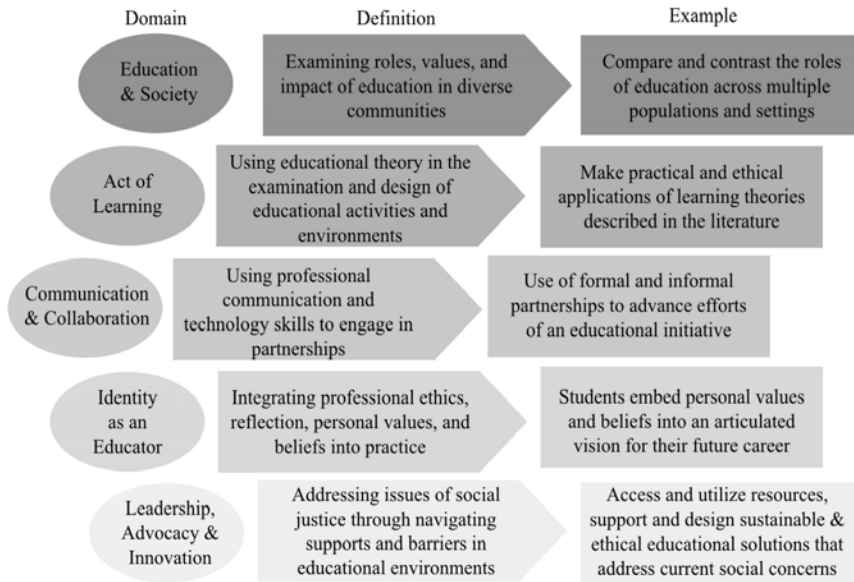 Domain
Definition
Example
Education
& Society
Examining roles, values, and
impact of education in diverse
communities
Compare and contrast the roles
of education across multiple
populations and settings
Act of
Learning
Using educational theory in the
examination and design of
educational activities and
environments
Make practical and ethical
applications of learning theories
described in the literature
Communication
& Collaboration
Using professional
communication and
technology skills to engage in
partnerships
Use of formal and informal
partnerships to advance efforts
of an educational initiative
Identity
as an
Educator
Integrating professional ethics,
reflection, personal values, and
beliefs into practice
Students embed personal values
and beliefs into an articulated
vision for their future career
Leadership,
Advocacy &
Innovation
Addressing issues of social
justice through navigating
supports and barriers in
educational environments
Access and utilize resources,
support and design sustainable &
ethical educational solutions that
address current social concerns